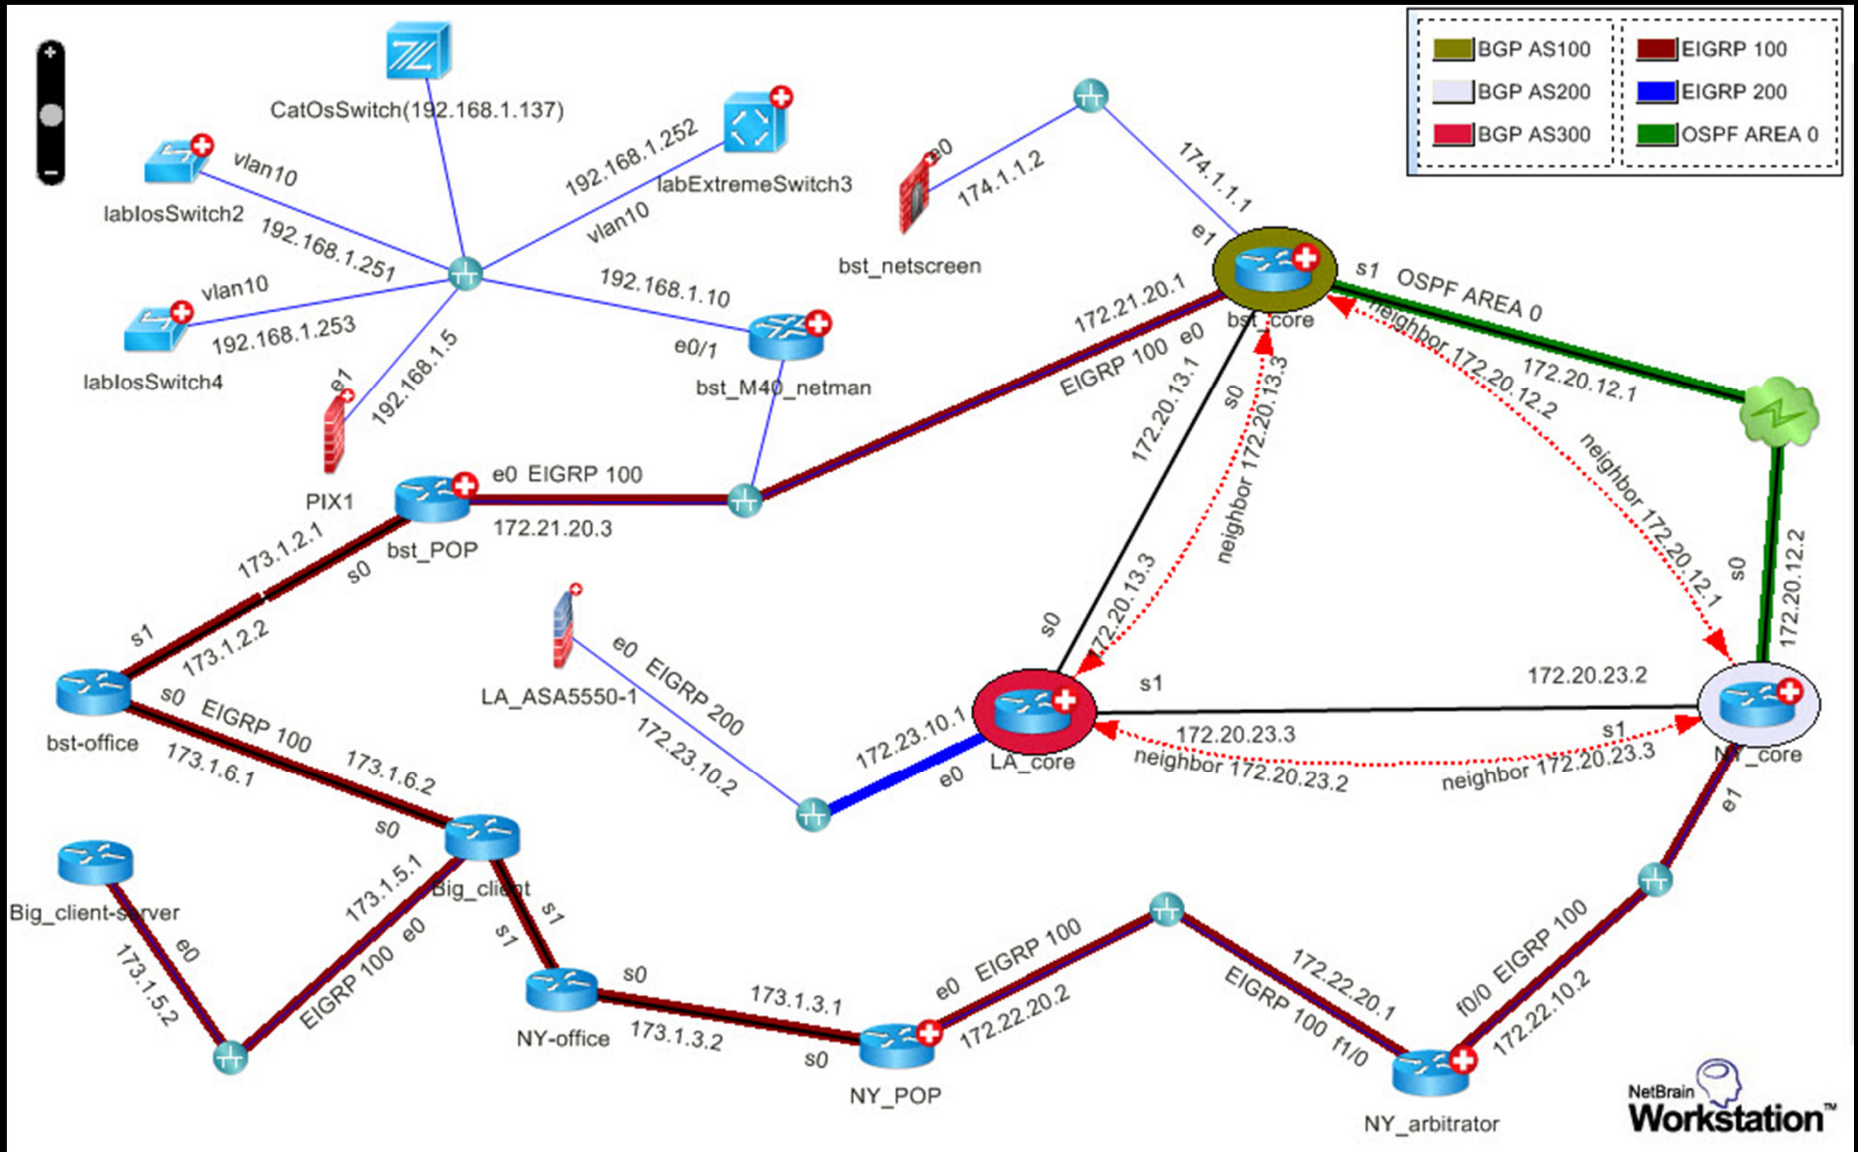 BGP AS100
EIGRP 100
BGP AS200
EIGRP 200
BGP AS300
OSPF AREA 0
CatOsSwitch(192.168.1.137)
vlan10
labIosSwitch2
192.168.1.251
192.168.1.252
labExtremeSwitch3
vlan10
vlan10
192.168.1.253
labIosSwitch4
e1
192.168.1.5
PIX1
192.168.1.10
e0/1
bst_M40_netman
e0
174.1.1.2
bst_netscreen
174.1.1.1
e1
bst_core
s1
OSPF AREA 0
172.20.12.1
neighbor 172.20.12.2
neighbor 172.20.12.1
172.21.20.1
EIGRP 100
e0
172.20.13.1
s0
neighbor 172.20.13.3
172.20.13.3
s0
s0
172.20.12.2
e0
EIGRP 100
172.21.20.3
bst_POP
173.1.2.1
s0
s1
173.1.2.2
bst-office
s0
EIGRP 100
173.1.6.1
173.1.6.2
s0
LA_ASA5550-1
e0
EIGRP 200
172.23.10.2
172.23.10.1
e0
LA_core
s1
172.20.23.3
neighbor 172.20.23.2
172.20.23.2
s1
neighbor 172.20.23.3
NY_core
e1
Big_client
173.1.5.1
EIGRP 100
e0
Big_client-server
e0
173.1.5.2
s1
s1
NY-office
s0
173.1.3.2
173.1.3.1
s0
NY_POP
e0
EIGRP 100
172.22.20.2
172.22.20.1
EIGRP 100
f1/0
f0/0
EIGRP 100
172.22.10.2
NY_arbitrator
NetBrain
Workstation™